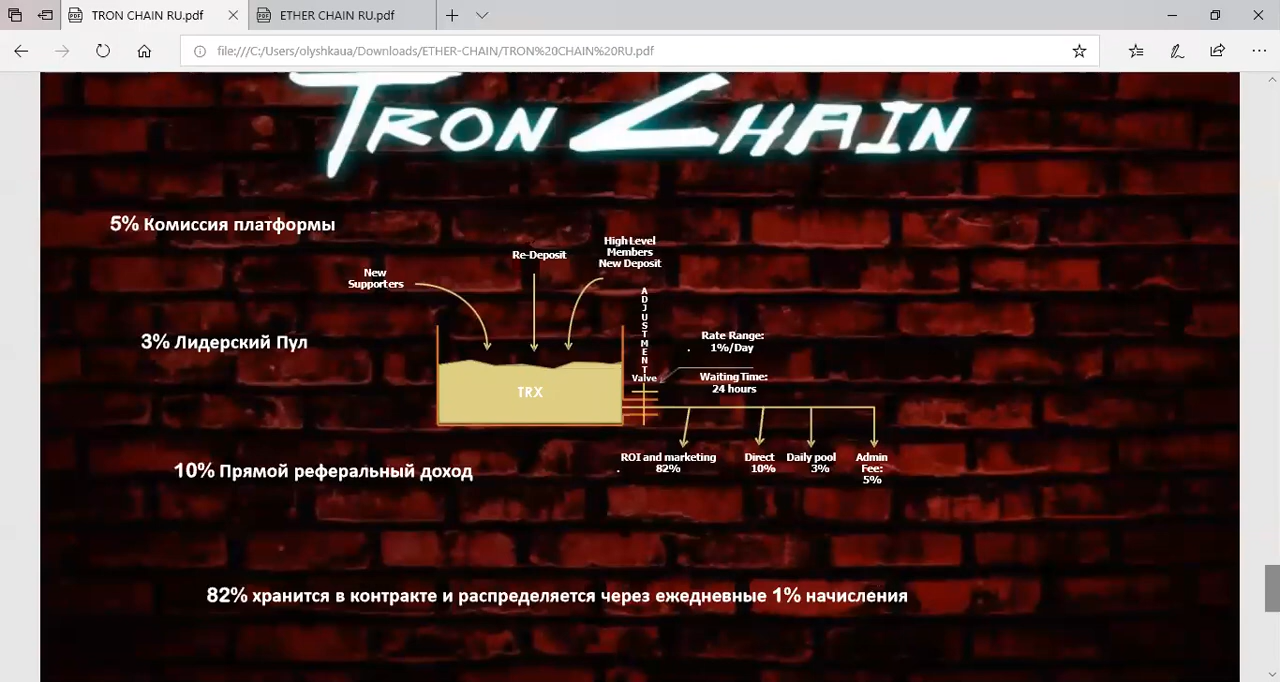 TRON CHAIN RU.pdf
ETHER CHAIN RU.pdf
file:///C:/Users/olyshkaua/Downloads/ETHER-CHAIN/TRON%20CHAIN%20RU.pdf
TRON CHAIN
5% Комиссия платформы
High Level
Members
New Deposit
Re-Deposit
New
Supporters
ADJUSTMENT
Valve
3% Лидерский Пул
Rate Range:
1%/Day
Waiting Time:
24 hours
TRX
ROI and marketing
82%
Direct
10%
Daily pool
3%
Admin
Fee:
5%
10% Прямой реферальный доход
82% хранится в контракте и распределяется через ежедневные 1% начисления